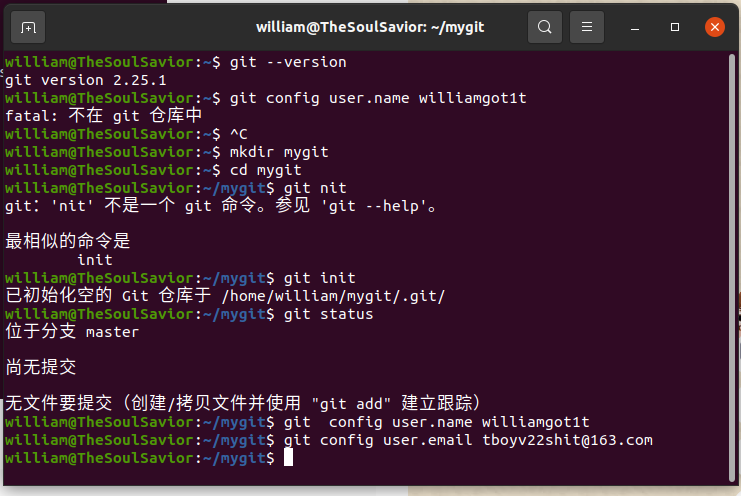 william@TheSoulSavior: ~/mygit
william@TheSoulSavior:~$ git --version
git version 2.25.1
william@TheSoulSavior:~$ git config user.name williamgot1t
fatal: 不在 git 仓库中
william@TheSoulSavior:~$ ^C
william@TheSoulSavior:~$ mkdir mygit
william@TheSoulSavior:~$ cd mygit
william@TheSoulSavior:~/mygit$ git nit
git：'nit' 不是一个 git 命令。参见 'git --help'。
最相似的命令是
init
william@TheSoulSavior:~/mygit$ git init
已初始化空的 Git 仓库于 /home/william/mygit/.git/
william@TheSoulSavior:~/mygit$ git status
位于分支 master
尚无提交
无文件要提交（创建/拷贝文件并使用 "git add" 建立跟踪）
william@TheSoulSavior:~/mygit$ git  config user.name williamgot1t
william@TheSoulSavior:~/mygit$ git config user.email tboyv22shit@163.com
william@TheSoulSavior:~/mygit$